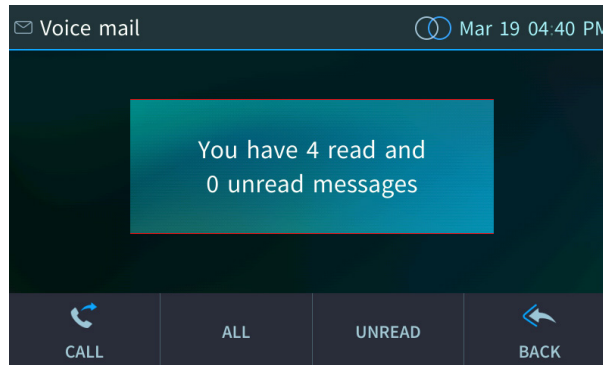 Voice mail
Mar 19 04:40 PM
You have 4 read and
0 unread messages
CALL
ALL
UNREAD
BACK